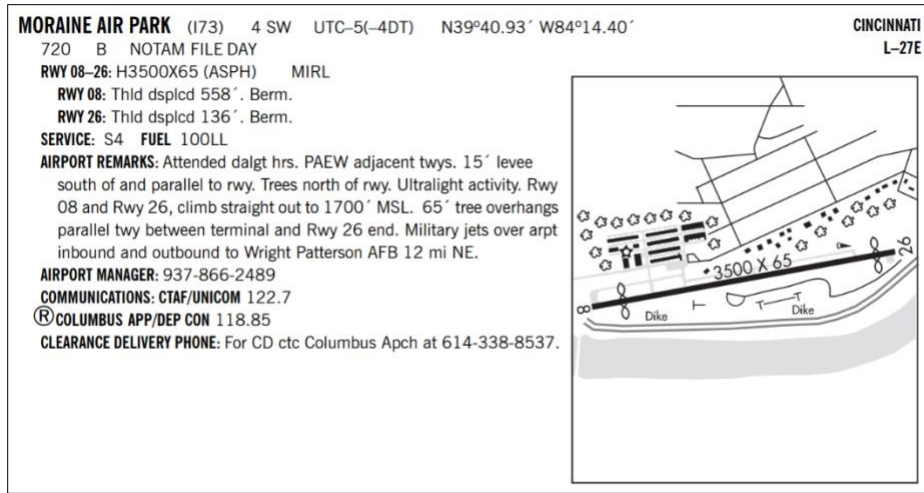 MORAINE AIR PARK (I73) 4 SW UTC–5(–4DT) N39º40.93´ W84º14.40´
CINCINNATI
720 B NOTAM FILE DAY
L–27E
RWY 08–26: H3500X65 (ASPH) MIRL
RWY 08: Thld dsplcd 558´. Berm.
RWY 26: Thld dsplcd 136´. Berm.
SERVICE: S4 FUEL 100LL
AIRPORT REMARKS: Attended dalgt hrs. PAEW adjacent twys. 15´ levee
south of and parallel to rwy. Trees north of rwy. Ultralight activity. Rwy
08 and Rwy 26, climb straight out to 1700´ MSL. 65´ tree overhangs
parallel twy between terminal and Rwy 26 end. Military jets over arpt
inbound and outbound to Wright Patterson AFB 12 mi NE.
AIRPORT MANAGER: 937-866-2489
COMMUNICATIONS: CTAF/UNICOM 122.7
Ⓡ COLUMBUS APP/DEP CON 118.85
CLEARANCE DELIVERY PHONE: For CD ctc Columbus Apch at 614-338-8537.
26
3500 X 65
8
Dike
Dike